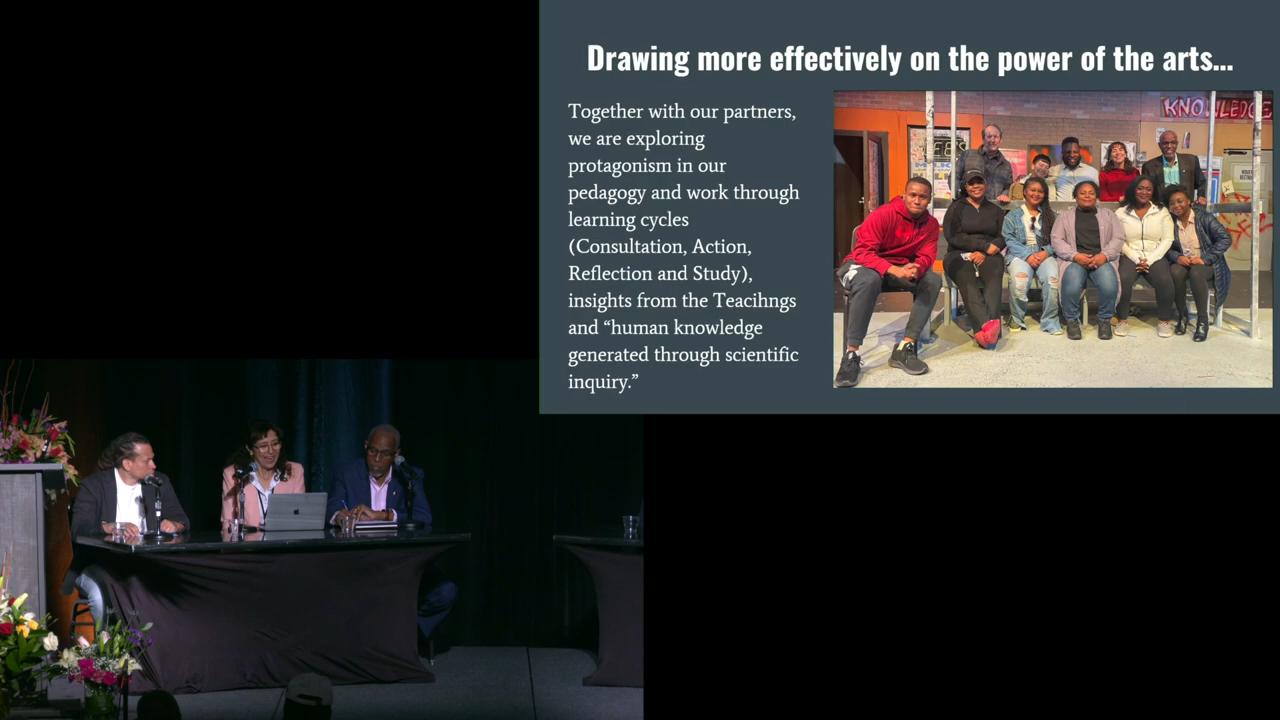 Drawing more effectively on the power of the arts...
Together with our partners,
we are exploring
protagonism in our
pedagogy and work through
learning cycles
(Consultation, Action,
Reflection and Study),
insights from the Teacihngs
and “human knowledge
generated through scientific
inquiry.”
KNOWLEDGE